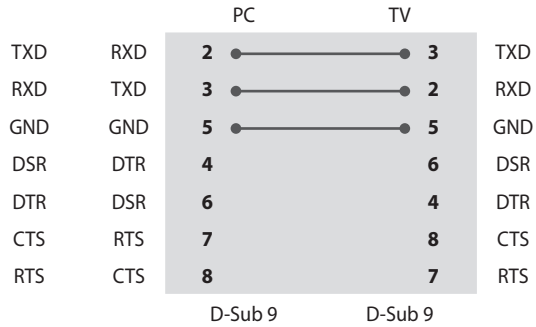 PC TV
TXD RXD 2 3 TXD
RXD TXD 3 2 RXD
GND GND 5 5 GND
DSR DTR 4 6 DSR
DTR DSR 6 4 DTR
CTS RTS 7 8 CTS
RTS CTS 8 7 RTS
D-Sub 9 D-Sub 9